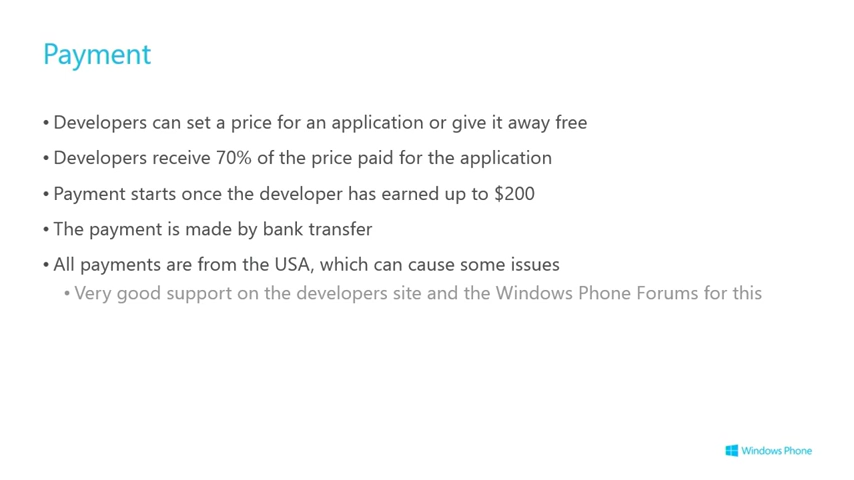 Payment
• Developers can set a price for an application or give it away free
• Developers receive 70% of the price paid for the application
• Payment starts once the developer has earned up to $200
• The payment is made by bank transfer
• All payments are from the USA, which can cause some issues
• Very good support on the developers site and the Windows Phone Forums for this
Windows Phone